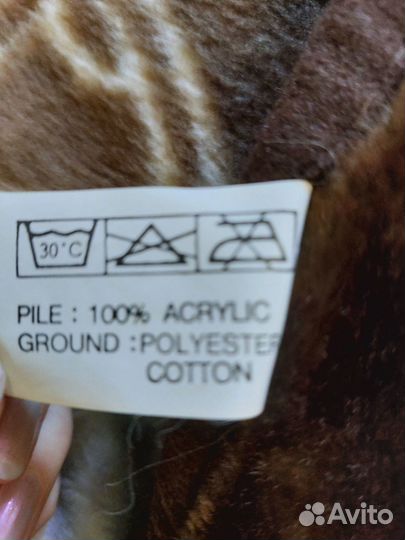 30°C
PILE : 100% ACRYLIC
GROUND : POLYESTER
COTTON
Avito